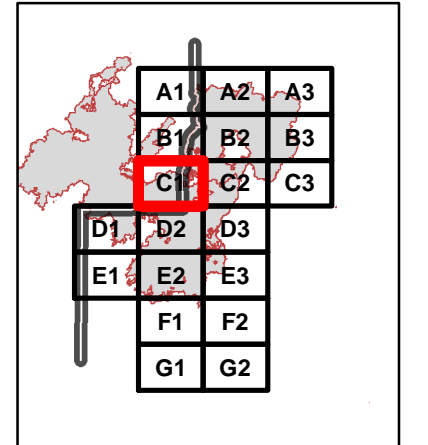 A1 A2 A3
B1 B2 B3
C1 C2 C3
D1 D2 D3
E1 E2 E3
F1 F2
G1 G2